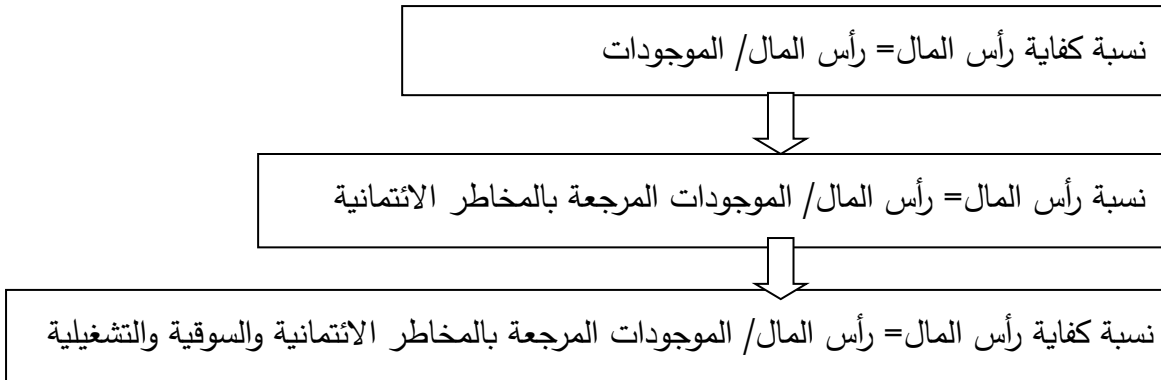 نسبة كفاية رأس المال= رأس المال/ الموجودات
نسبة رأس المال= رأس المال/ الموجودات المرجعة بالمخاطر الائتمانية
نسبة كفاية رأس المال= رأس المال/ الموجودات المرجعة بالمخاطر الائتمانية والسوقية والتشغيلية